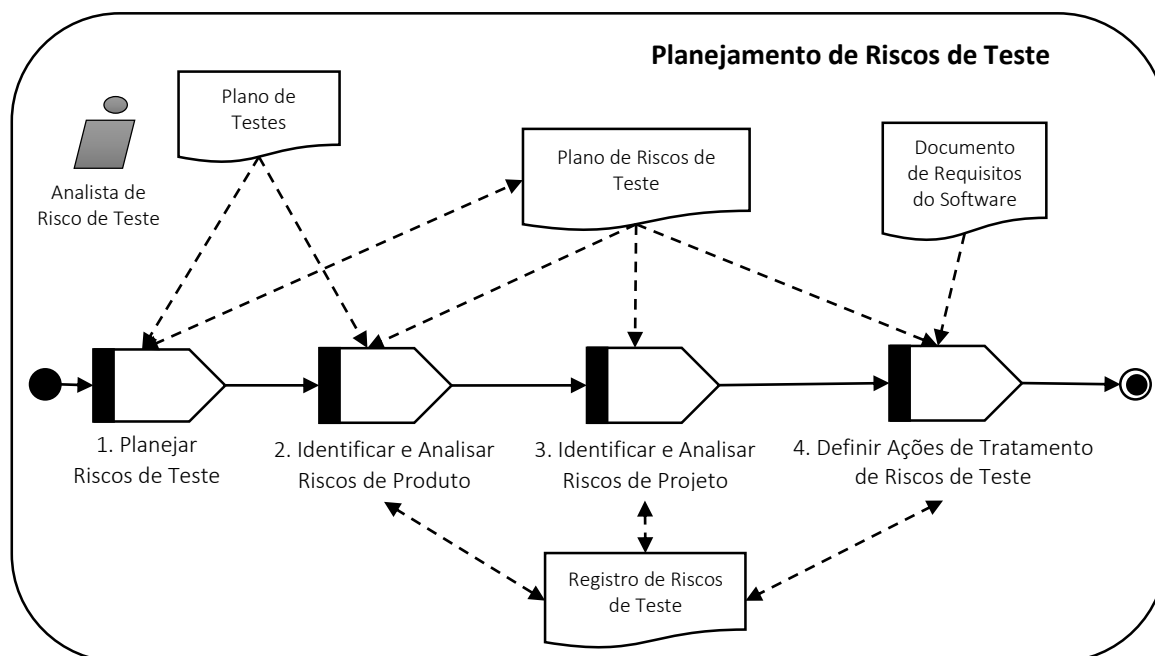 Planejamento de Riscos de Teste
Plano de
Testes
Plano de Riscos de
Teste
Documento
de Requisitos
do Software
Analista de
Risco de Teste
1. Planejar
Riscos de Teste
2. Identificar e Analisar
Riscos de Produto
3. Identificar e Analisar
Riscos de Projeto
4. Definir Ações de Tratamento
de Riscos de Teste
Registro de Riscos
de Teste